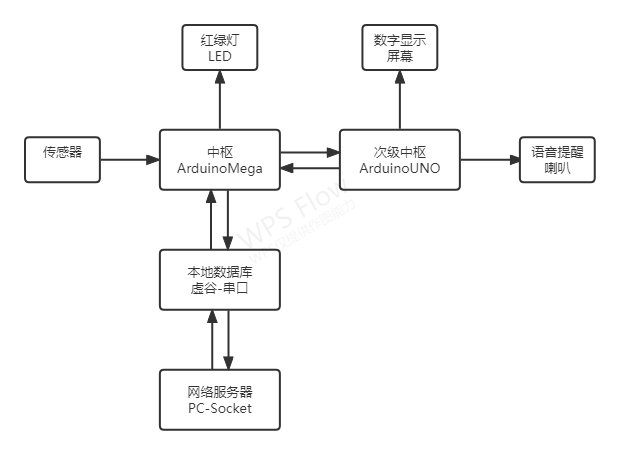 红绿灯
LED
数字显示
屏幕
传感器
中枢
ArduinoMega
次级中枢
ArduinoUNO
语音提醒
喇叭
WPS Flow
本地数据库
虚谷-串口
网络服务器
PC-Socket